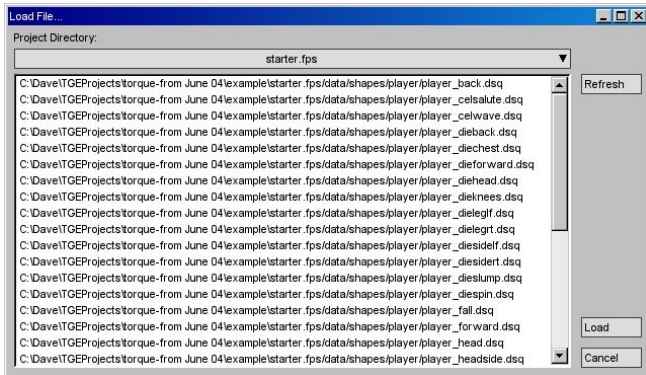 Load File...
Project Directory:
starter.fps
C:\Dave\TGEProjects\torque-from June 04\example\starter.fps/data/shapes/player/player_back.dsq
Refresh
C:\Dave\TGEProjects\torque-from June 04\example\starter.fps/data/shapes/player/player_celsalute.dsq
C:\Dave\TGEProjects\torque-from June 04\example\starter.fps/data/shapes/player/player_celwave.dsq
C:\Dave\TGEProjects\torque-from June 04\example\starter.fps/data/shapes/player/player_dieback.dsq
C:\Dave\TGEProjects\torque-from June 04\example\starter.fps/data/shapes/player/player_diechest.dsq
C:\Dave\TGEProjects\torque-from June 04\example\starter.fps/data/shapes/player/player_dieforward.dsq
C:\Dave\TGEProjects\torque-from June 04\example\starter.fps/data/shapes/player/player_diehead.dsq
C:\Dave\TGEProjects\torque-from June 04\example\starter.fps/data/shapes/player/player_dieknees.dsq
C:\Dave\TGEProjects\torque-from June 04\example\starter.fps/data/shapes/player/player_dieleglf.dsq
C:\Dave\TGEProjects\torque-from June 04\example\starter.fps/data/shapes/player/player_dielegrt.dsq
C:\Dave\TGEProjects\torque-from June 04\example\starter.fps/data/shapes/player/player_diesidelf.dsq
C:\Dave\TGEProjects\torque-from June 04\example\starter.fps/data/shapes/player/player_diesidert.dsq
C:\Dave\TGEProjects\torque-from June 04\example\starter.fps/data/shapes/player/player_dieslump.dsq
C:\Dave\TGEProjects\torque-from June 04\example\starter.fps/data/shapes/player/player_diespin.dsq
C:\Dave\TGEProjects\torque-from June 04\example\starter.fps/data/shapes/player/player_fall.dsq
C:\Dave\TGEProjects\torque-from June 04\example\starter.fps/data/shapes/player/player_forward.dsq
Load
C:\Dave\TGEProjects\torque-from June 04\example\starter.fps/data/shapes/player/player_head.dsq
C:\Dave\TGEProjects\torque-from June 04\example\starter.fps/data/shapes/player/player_headside.dsq
Cancel